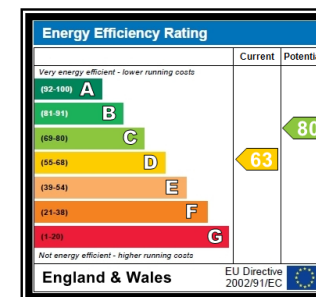 Energy Efficiency Rating
Current Potenti
Very energy efficient - lower running costs
(92-100) A
(81-91) B
(69-80) C
80
(55-68) D
63
(39-54) E
(21-38) F
(1-20) G
Not energy efficient - higher running costs
England & Wales
EU Directive
2002/91/EC